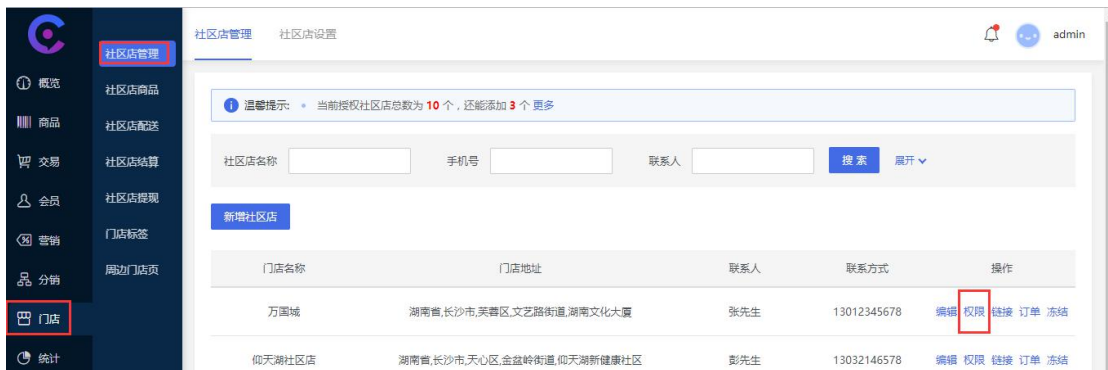 社区店管理 社区店设置 admin
概览
商品
交易
会员
营销
分销
门店
统计
社区店管理
社区店商品
社区店配送
社区店结算
社区店提现
门店标签
周边门店页
温馨提示: 当前授权社区店总数为 10 个，还能添加 3 个 更多
社区店名称 手机号 联系人 搜索 展开
新增社区店
门店名称 门店地址 联系人 联系方式 操作
万国城 湖南省,长沙市,芙蓉区,文艺路街道,湖南文化大厦 张先生 13012345678 编辑 权限 链接 订单 冻结
仰天湖社区店 湖南省,长沙市,天心区,金盆岭街道,仰天湖新健康社区 彭先生 13032146578 编辑 权限 链接 订单 冻结